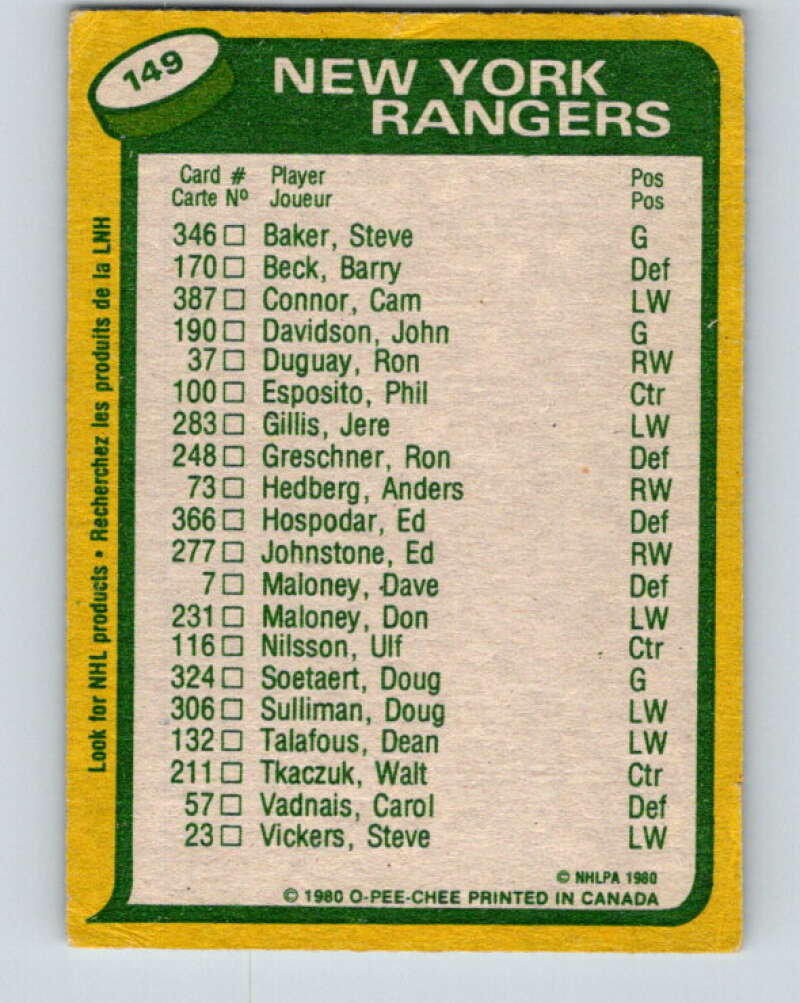 149
NEW YORK
RANGERS
Card # Player Pos
Carte Nº Joueur Pos
346 □ Baker, Steve G
170 □ Beck, Barry Def
387 □ Connor, Cam LW
190 □ Davidson, John G
37 □ Duguay, Ron RW
100 □ Esposito, Phil Ctr
283 □ Gillis, Jere LW
248 □ Greschner, Ron Def
73 □ Hedberg, Anders RW
366 □ Hospodar, Ed Def
277 □ Johnstone, Ed RW
7 □ Maloney, Dave Def
231 □ Maloney, Don LW
116 □ Nilsson, Ulf Ctr
324 □ Soetaert, Doug G
306 □ Sulliman, Doug LW
132 □ Talafous, Dean LW
211 □ Tkaczuk, Walt Ctr
57 □ Vadnais, Carol Def
23 □ Vickers, Steve LW
© NHLPA 1980
© 1980 O-PEE-CHEE PRINTED IN CANADA
Look for NHL products • Recherchez les produits de la LNH